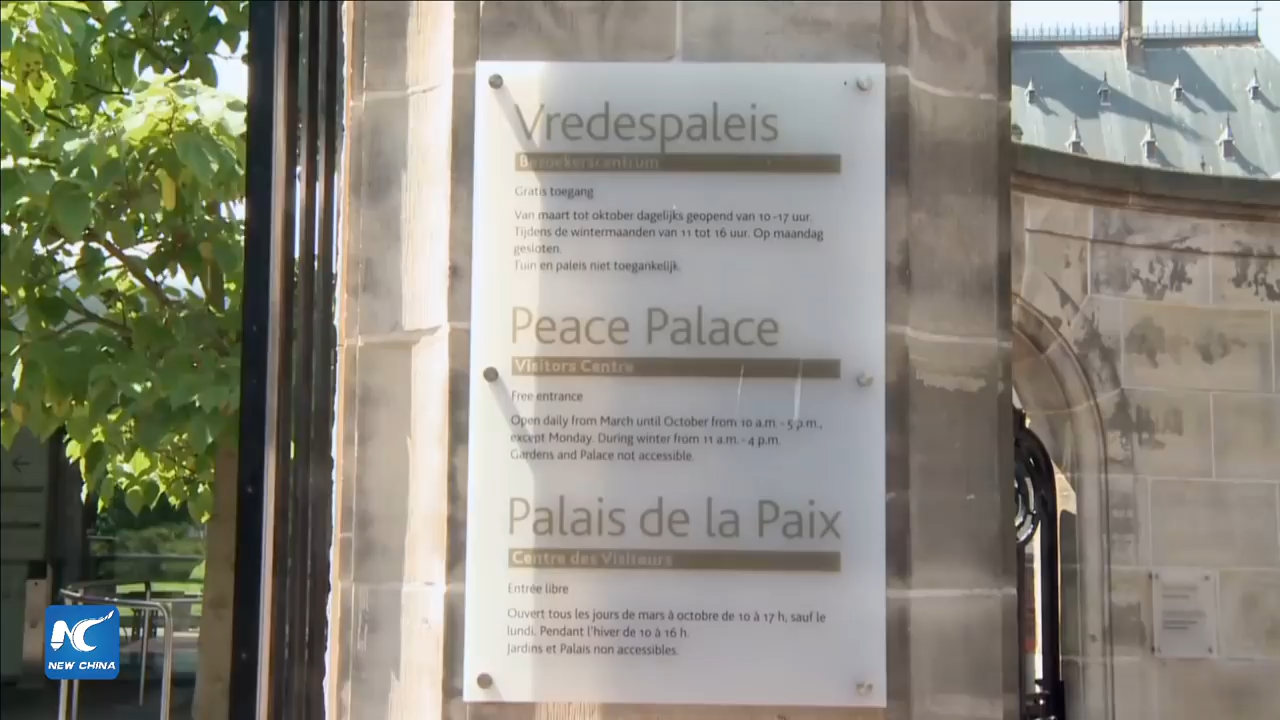 Vredespaleis
Bezoekerscentrum
Gratis toegang
Van maart tot oktober dagelijks geopend van 10 -17 uur.
Tijdens de wintermaanden van 11 tot 16 uur. Op maandag
gesloten.
Tuin en paleis niet toegankelijk.
Peace Palace
Visitors Centre
Free entrance
Open daily from March until October from 10 a.m. - 5 p.m.,
except Monday. During winter from 11 a.m. - 4 p.m.
Gardens and Palace not accessible.
Palais de la Paix
Centre des Visiteurs
Entrée libre
Ouvert tous les jours de mars à octobre de 10 à 17 h, sauf le
lundi. Pendant l'hiver de 10 à 16 h.
Jardins et Palais non accessibles.
NEW CHINA